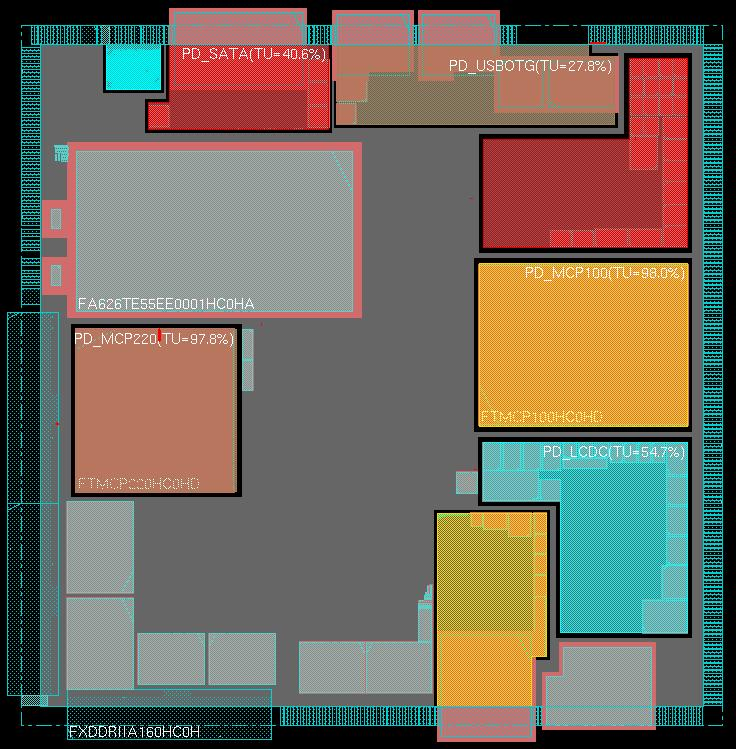 PD_SATA(TU=40.6%)
PD_USBOTG(TU=27.8%)
PD_MCP100(TU=98.0%)
FA626TE55EE0001HC0HA
PD_MCP220(TU=97.8%)
FTMCP100HC0HD
PD_LCDC(TU=54.7%)
FTMCP220HC0HD
FXDDRIIA160HC0H